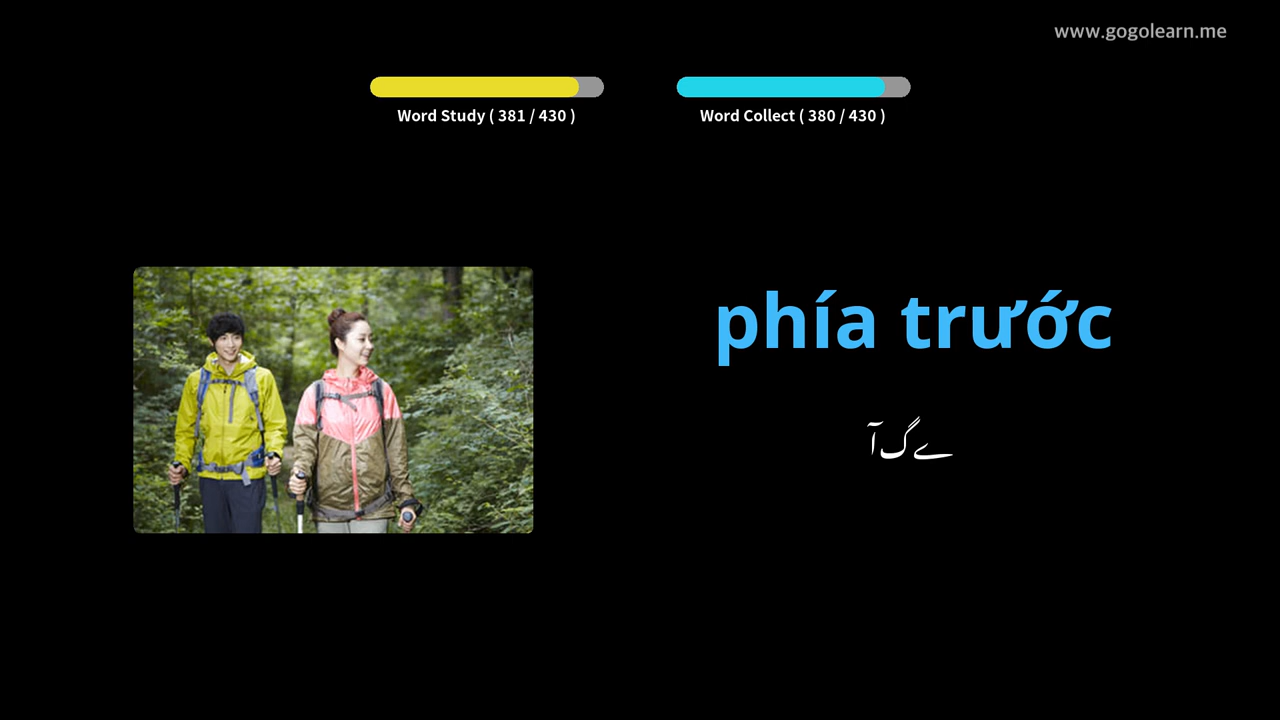 www.gogolearn.me
Word Study ( 381 / 430 )
Word Collect ( 380 / 430 )
phía trước
آگے